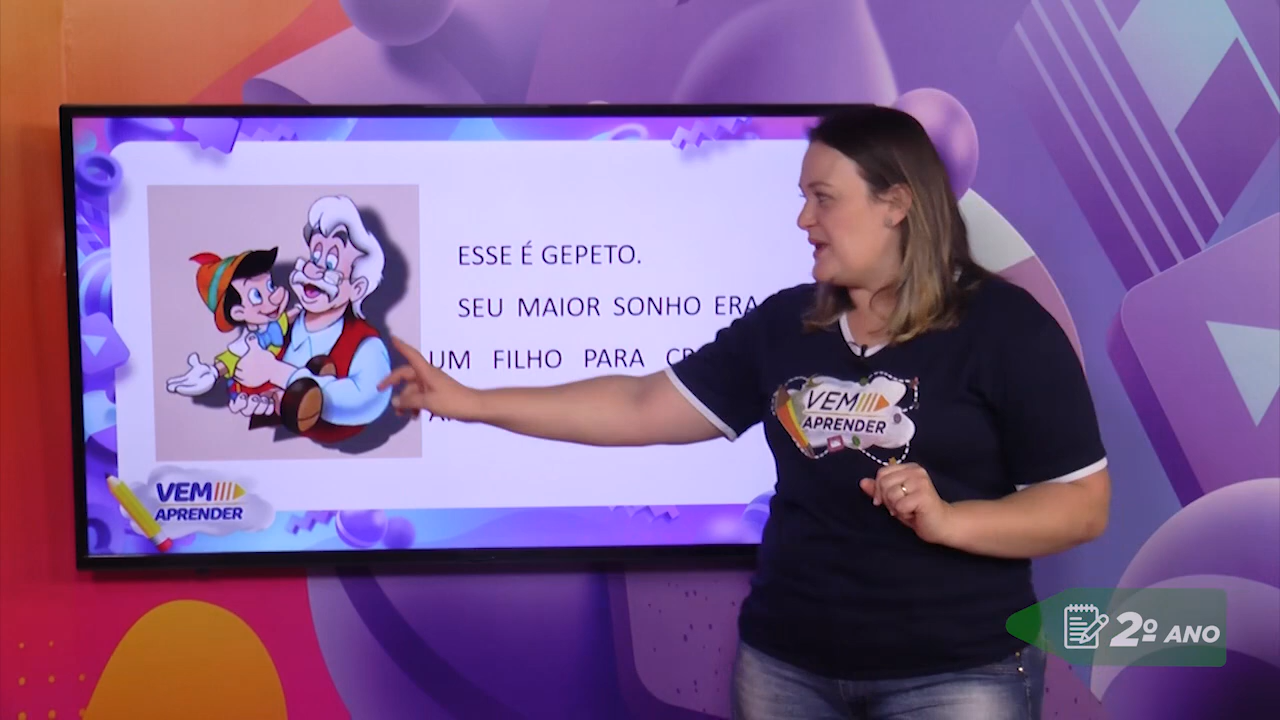 ESSE É GEPETO.
SEU MAIOR SONHO ERA
UM FILHO PARA
VEM
APRENDER
VEM
APRENDER
2º ANO